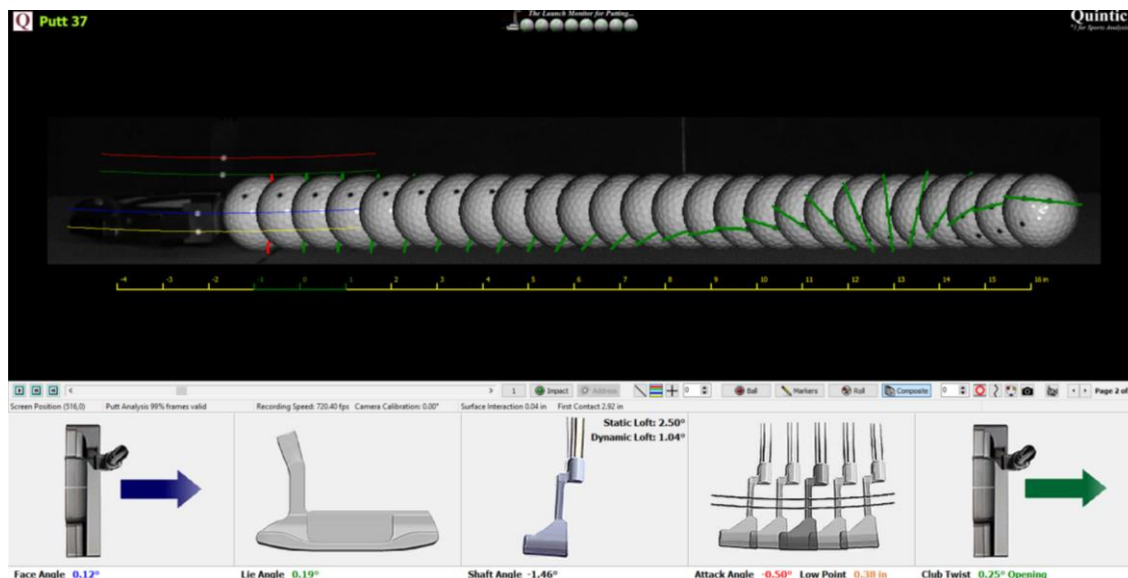 Q Putt 37
The Launch Monitor for Putting...
Quintic
-4 -3 -2 -1 0 1 2 3 4 5 6 7 8 9 10 11 12 13 14 15 16 in
1 Impact Address 0 Ball Markers Roll Composite 0 Page 2 of
Screen Position (516,0) Putt Analysis 99% frames valid Recording Speed: 720.40 fps Camera Calibration: 0.00° Surface Interaction 0.04 in First Contact 2.92 in
Static Loft: 2.50°
Dynamic Loft: 1.04°
Face Angle 0.12° Lie Angle 0.19° Shaft Angle -1.46° Attack Angle -0.50° Low Point 0.38 in Club Twist 0.25° Opening